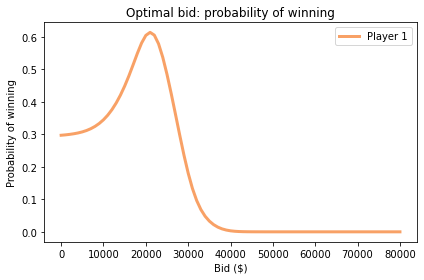 Optimal bid: probability of winning
Player 1
Probability of winning
0.6
0.5
0.4
0.3
0.2
0.1
0.0
0 10000 20000 30000 40000 50000 60000 70000 80000
Bid ($)